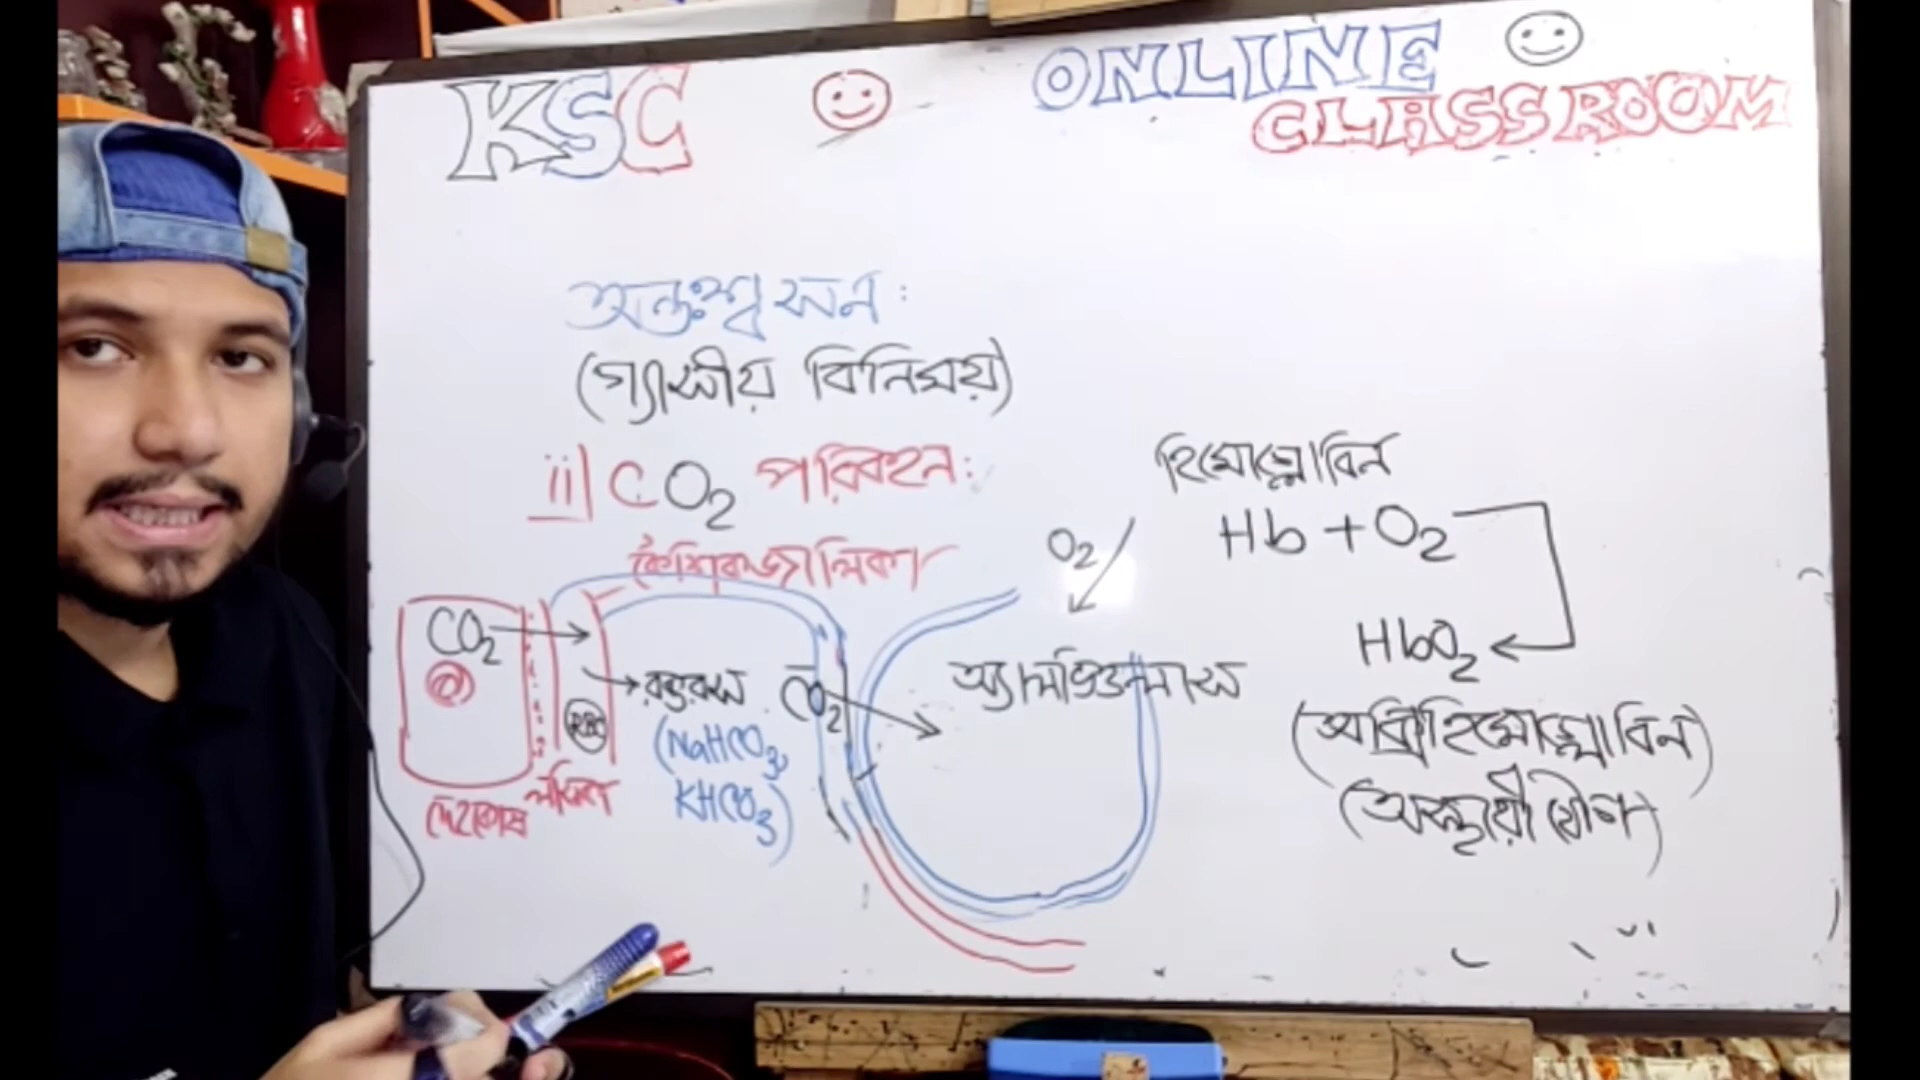 KSC
ONLINE
CLASSROOM
অন্তঃশ্বসন:
(গ্যাসীয় বিনিময়)
ii] CO2 পরিবহন:
কৈশিকজালিকা
হিমোগ্লোবিন
O2
Hb + O2
CO2
HbO2
রক্তরস
CO2
অ্যালভিওলাস
RBC
(NaHCO3,
KHCO3)
(অক্সিহিমোগ্লোবিন)
(অস্থায়ী যৌগ)
লসিকা
দেহকোষ